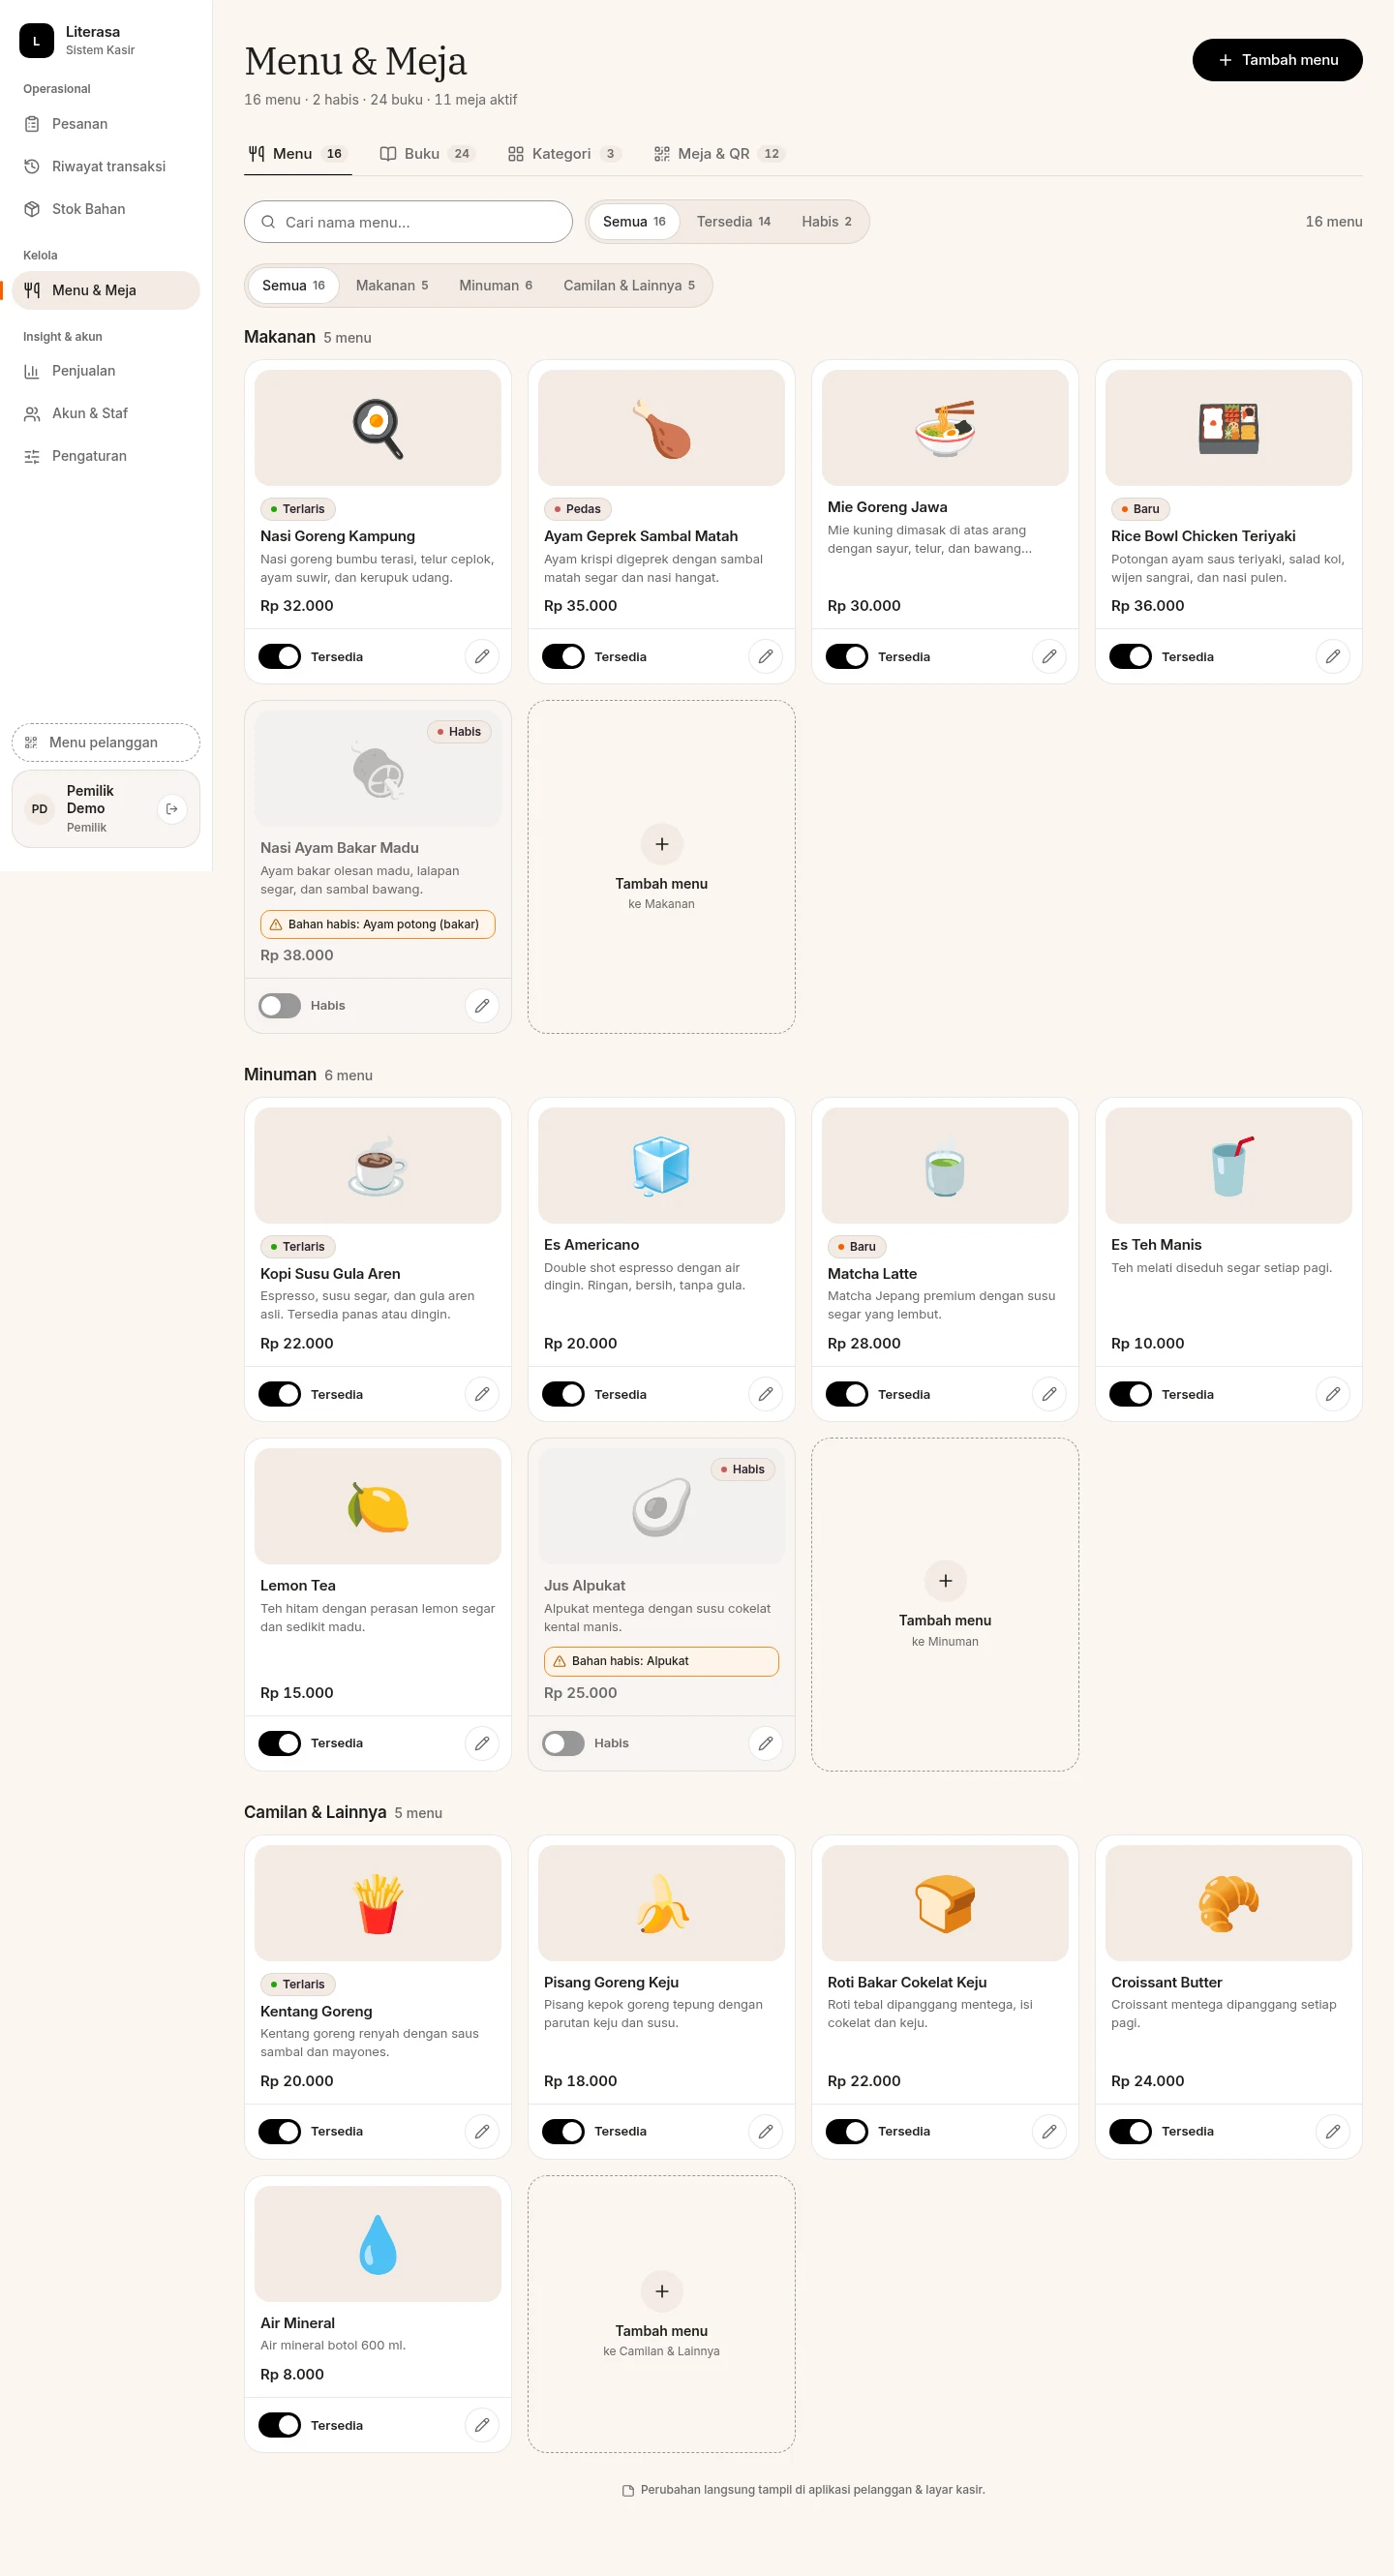 L
Literasa
Sistem Kasir
Operasional
Pesanan
Riwayat transaksi
Stok Bahan
Kelola
Menu & Meja
Insight & akun
Penjualan
Akun & Staf
Pengaturan
Menu pelanggan
PD
Pemilik
Demo
Pemilik
Menu & Meja
16 menu · 2 habis · 24 buku · 11 meja aktif
Tambah menu
Menu 16
Buku 24
Kategori 3
Meja & QR 12
Cari nama menu...
Semua 16
Tersedia 14
Habis 2
16 menu
Semua 16
Makanan 5
Minuman 6
Camilan & Lainnya 5
Makanan 5 menu
Terlaris
Nasi Goreng Kampung
Nasi goreng bumbu terasi, telur ceplok,
ayam suwir, dan kerupuk udang.
Rp 32.000
Tersedia
Pedas
Ayam Geprek Sambal Matah
Ayam krispi digeprek dengan sambal
matah segar dan nasi hangat.
Rp 35.000
Tersedia
Mie Goreng Jawa
Mie kuning dimasak di atas arang
dengan sayur, telur, dan bawang...
Rp 30.000
Tersedia
Baru
Rice Bowl Chicken Teriyaki
Potongan ayam saus teriyaki, salad kol,
wijen sangrai, dan nasi pulen.
Rp 36.000
Tersedia
Habis
Nasi Ayam Bakar Madu
Ayam bakar olesan madu, lalapan
segar, dan sambal bawang.
Bahan habis: Ayam potong (bakar)
Rp 38.000
Habis
Tambah menu
ke Makanan
Minuman 6 menu
Terlaris
Kopi Susu Gula Aren
Espresso, susu segar, dan gula aren
asli. Tersedia panas atau dingin.
Rp 22.000
Tersedia
Es Americano
Double shot espresso dengan air
dingin. Ringan, bersih, tanpa gula.
Rp 20.000
Tersedia
Baru
Matcha Latte
Matcha Jepang premium dengan susu
segar yang lembut.
Rp 28.000
Tersedia
Es Teh Manis
Teh melati diseduh segar setiap pagi.
Rp 10.000
Tersedia
Lemon Tea
Teh hitam dengan perasan lemon segar
dan sedikit madu.
Rp 15.000
Tersedia
Habis
Jus Alpukat
Alpukat mentega dengan susu cokelat
kental manis.
Bahan habis: Alpukat
Rp 25.000
Habis
Tambah menu
ke Minuman
Camilan & Lainnya 5 menu
Terlaris
Kentang Goreng
Kentang goreng renyah dengan saus
sambal dan mayones.
Rp 20.000
Tersedia
Pisang Goreng Keju
Pisang kepok goreng tepung dengan
parutan keju dan susu.
Rp 18.000
Tersedia
Roti Bakar Cokelat Keju
Roti tebal dipanggang mentega, isi
cokelat dan keju.
Rp 22.000
Tersedia
Croissant Butter
Croissant mentega dipanggang setiap
pagi.
Rp 24.000
Tersedia
Air Mineral
Air mineral botol 600 ml.
Rp 8.000
Tersedia
Tambah menu
ke Camilan & Lainnya
Perubahan langsung tampil di aplikasi pelanggan & layar kasir.